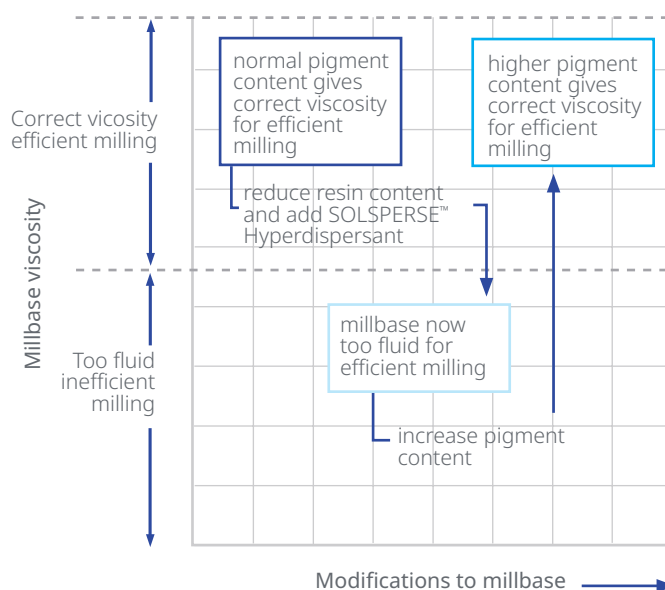 normal pigment
content gives
correct viscosity
for efficient
milling
higher pigment
content gives
correct viscosity
for efficient
milling
Correct vicosity
efficient milling
reduce resin content
and add SOLSPERSE™
Hyperdispersant
Millbase viscosity
millbase now
too fluid for
efficient milling
Too fluid
inefficient
milling
increase pigment
content
Modifications to millbase